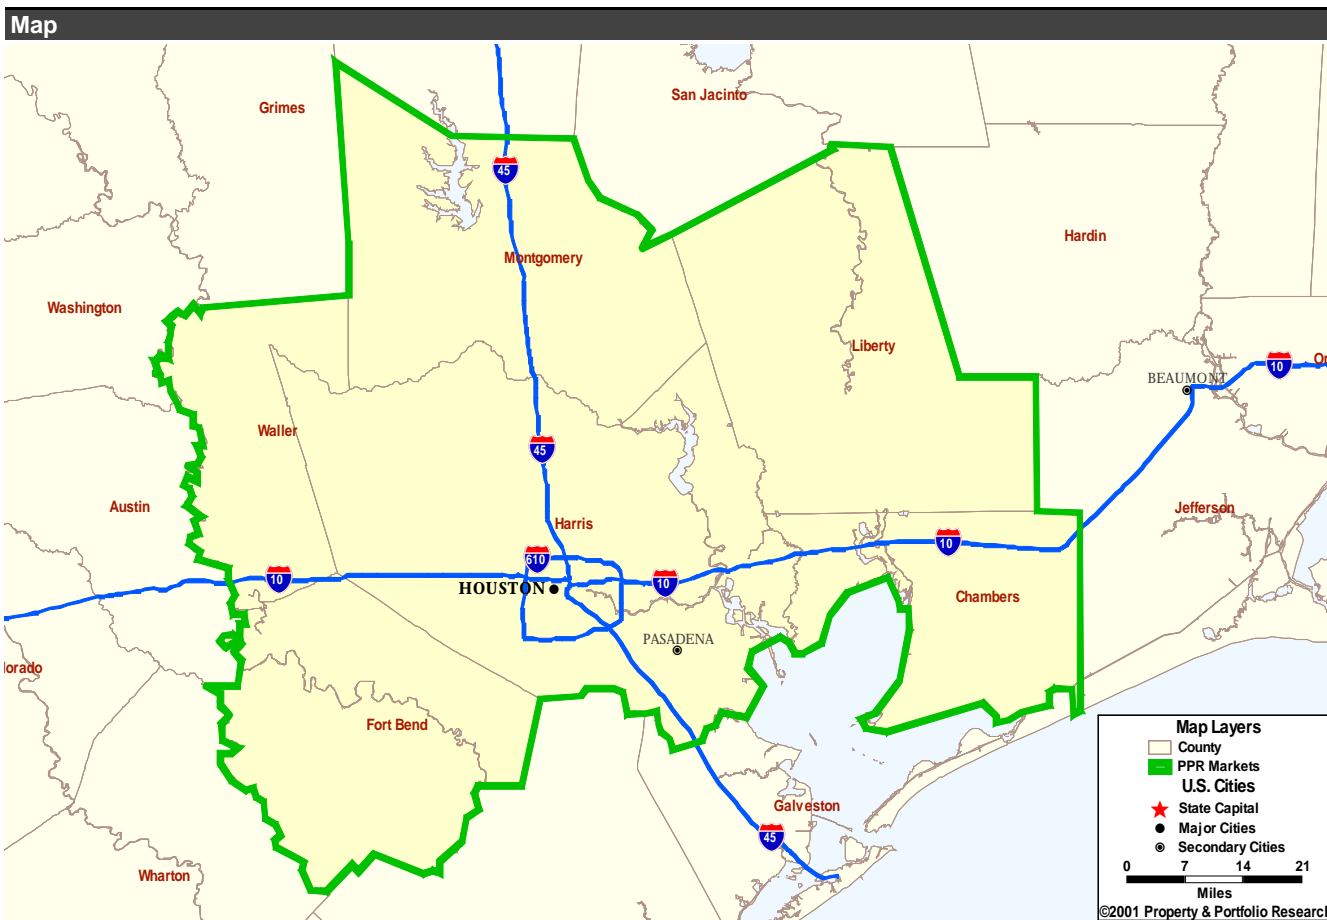 Map
San Jacinto
Grimes
45
Hardin
Montgomery
Washington
Liberty
10
Or
BEAUMONT
Waller
45
Austin
Jefferson
Harris
10
610
10
10
HOUSTON
Chambers
PASADENA
lorado
Fort Bend
Galveston
45
Wharton
Map Layers
County
PPR Markets
U.S. Cities
State Capital
Major Cities
Secondary Cities
0 7 14 21
Miles
©2001 Property & Portfolio Research